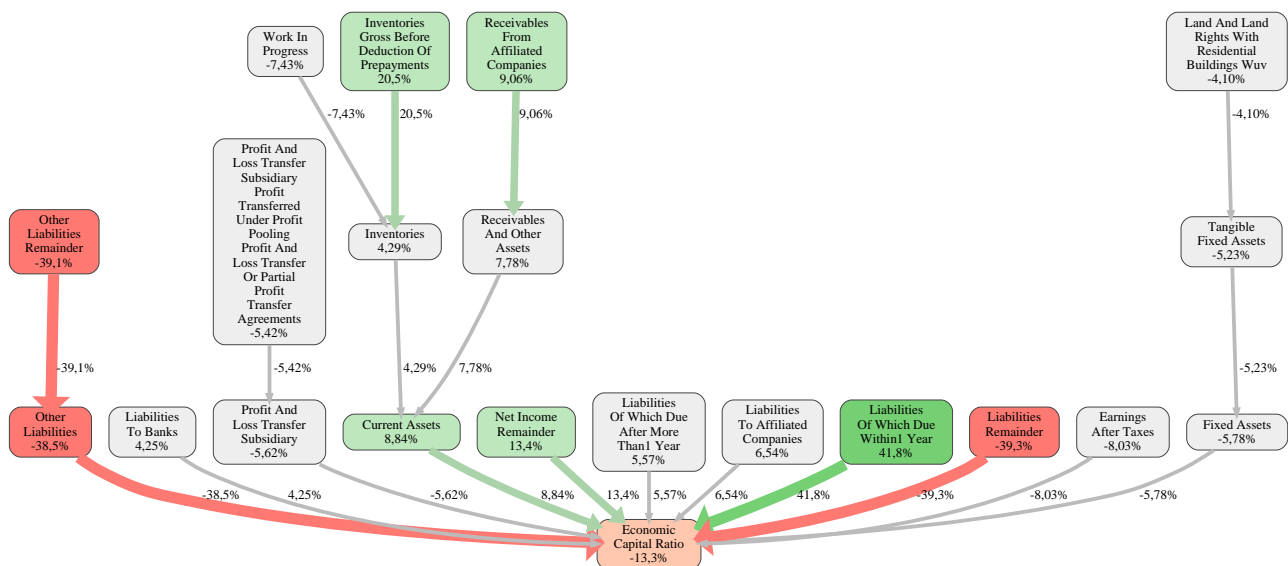 Work In
Progress
-7,43%
Inventories
Gross Before
Deduction Of
Prepayments
20,5%
Receivables
From
Affiliated
Companies
9,06%
Land And Land
Rights With
Residential
Buildings Wuv
-4,10%
-7,43%
20,5%
9,06%
-4,10%
Other
Liabilities
Remainder
-39,1%
Profit And
Loss Transfer
Subsidiary
Profit
Transferred
Under Profit
Pooling
Profit And
Loss Transfer
Or Partial
Profit
Transfer
Agreements
-5,42%
Inventories
4,29%
Receivables
And Other
Assets
7,78%
Tangible
Fixed Assets
-5,23%
-39,1%
-5,42%
4,29%
7,78%
-5,23%
Other
Liabilities
-38,5%
Liabilities
To Banks
4,25%
Profit And
Loss Transfer
Subsidiary
-5,62%
Current Assets
8,84%
Net Income
Remainder
13,4%
Liabilities
Of Which Due
After More
Than1 Year
5,57%
Liabilities
To Affiliated
Companies
6,54%
Liabilities
Of Which Due
Within1 Year
41,8%
Liabilities
Remainder
-39,3%
Earnings
After Taxes
-8,03%
Fixed Assets
-5,78%
-38,5%
4,25%
-5,62%
8,84%
13,4%
5,57%
6,54%
41,8%
-39,3%
-8,03%
-5,78%
Economic
Capital Ratio
-13,3%